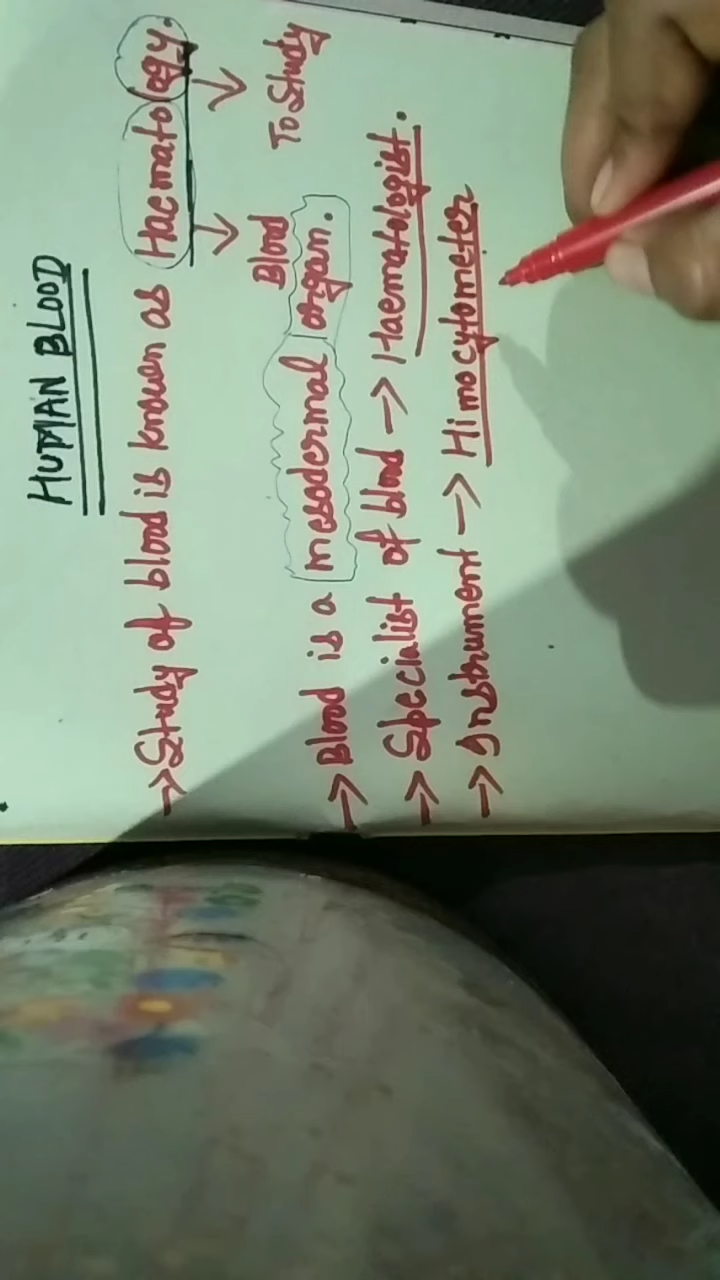 HUMAN BLOOD
→Study of blood is known as Haematology.
Blood To Study
→Blood is a mesodermal organ.
→Specialist of blood→Haematologist.
→Instrument→Himocytometer